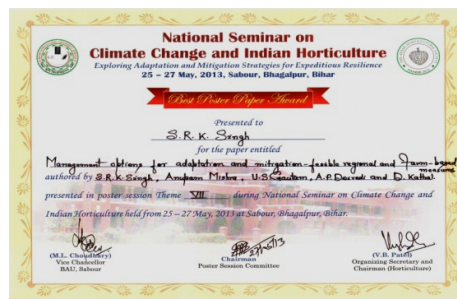 National Seminar on
Climate Change and Indian Horticulture
Exploring Adaptation and Mitigation Strategies for Expeditious Resilience
25 – 27 May, 2013, Sabour, Bhagalpur, Bihar
Best Poster Paper Award
Presented to
S.R.K. Singh
for the paper entitled
Management options for adaptation and mitigation-feasible regional and farm-based
measures
authored by S.R.K. Singh, Anupam Mishra, U.S Gautam, A.P. Dwivedi and D. Kathal
presented in poster session Theme VII during National Seminar on Climate Change and
Indian Horticulture held from 25 – 27 May, 2013 at Sabour, Bhagalpur, Bihar.
(M.L. Choudhary)
Vice Chancellor
BAU, Sabour
27/05/13
Chairman
Poster Session Committee
(V.B. Patel)
Organizing Secretary and
Chairman (Horticulture)